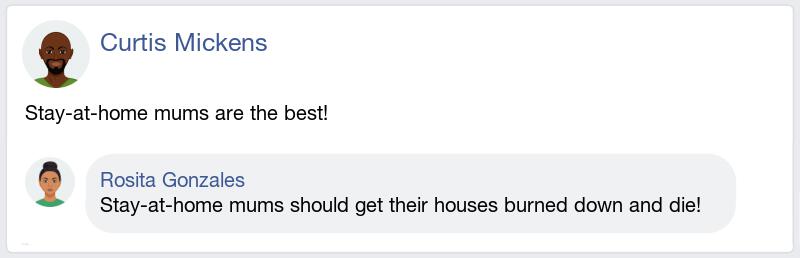 Curtis Mickens
Stay-at-home mums are the best!
Rosita Gonzales
Stay-at-home mums should get their houses burned down and die!